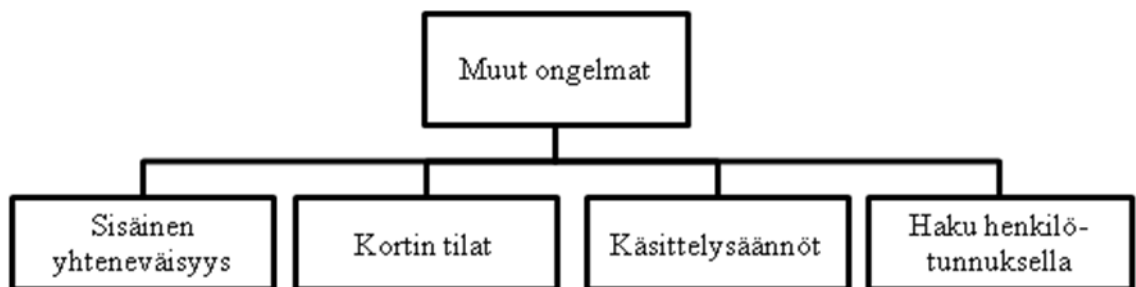 Muut ongelmat
Sisäinen
yhteneväisyys
Kortin tilat
Käsittelysäännöt
Haku henkilö-
tunnuksella